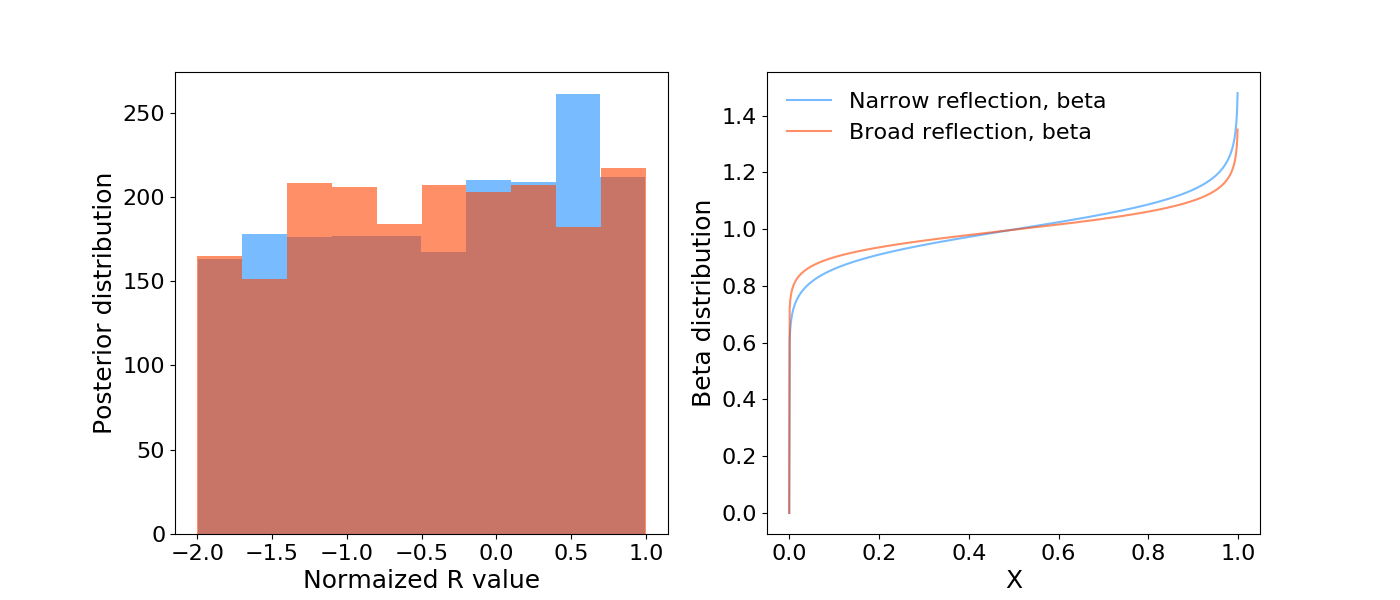 Posterior distribution
250
200
150
100
50
0
−2.0 −1.5 −1.0 −0.5 0.0 0.5 1.0
Normaized R value
Beta distribution
1.4
1.2
1.0
0.8
0.6
0.4
0.2
0.0
Narrow reflection, beta
Broad reflection, beta
0.0 0.2 0.4 0.6 0.8 1.0
X